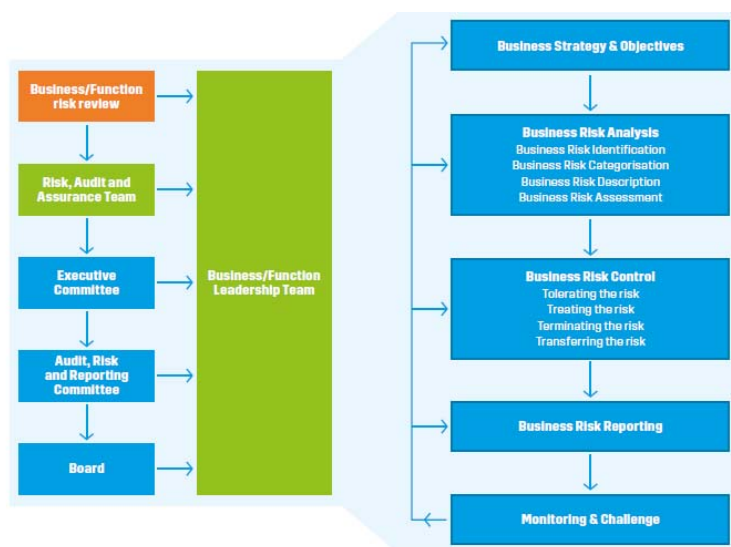 Business/Function
risk review
Risk, Audit and
Assurance Team
Executive
Committee
Audit, Risk
and Reporting
Committee
Board
Business/Function
Leadership Team
Business Strategy & Objectives
Business Risk Analysis
Business Risk Identification
Business Risk Categorisation
Business Risk Description
Business Risk Assessment
Business Risk Control
Tolerating the risk
Treating the risk
Terminating the risk
Transferring the risk
Business Risk Reporting
Monitoring & Challenge